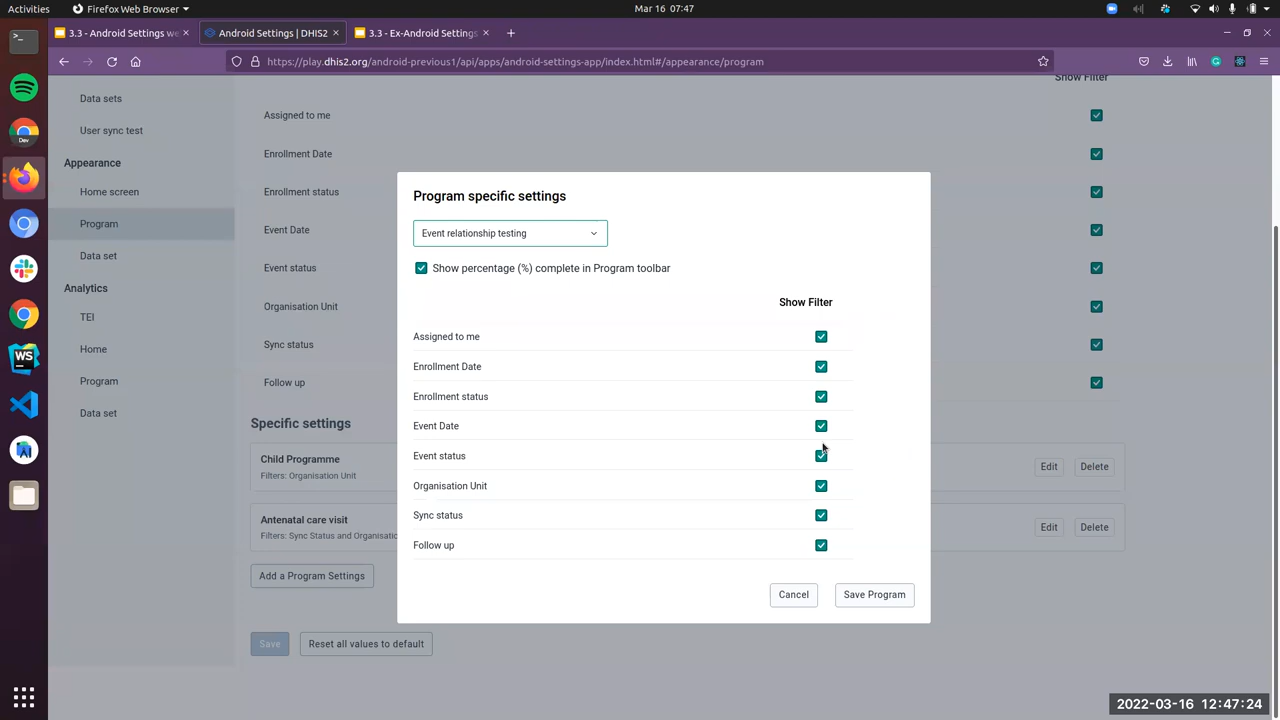 Activities
Firefox Web Browser
Mar 16 07:47
3.3 - Android Settings we
Android Settings | DHIS2
3.3 - Ex-Android Settings
https://play.dhis2.org/android-previous1/api/apps/android-settings-app/index.html#/appearance/program
Data sets
User sync test
Appearance
Home screen
Program
Data set
Analytics
TEI
Home
Program
Data set
Show Filter
Assigned to me
Enrollment Date
Enrollment status
Event Date
Event status
Organisation Unit
Sync status
Follow up
Specific settings
Child Programme
Filters: Organisation Unit
Edit
Delete
Antenatal care visit
Filters: Sync Status and Organisatio
Edit
Delete
Add a Program Settings
Save
Reset all values to default
Program specific settings
Event relationship testing
Show percentage (%) complete in Program toolbar
Show Filter
Assigned to me
Enrollment Date
Enrollment status
Event Date
Event status
Organisation Unit
Sync status
Follow up
Cancel
Save Program
Dev
WS
2022-03-16 12:47:24